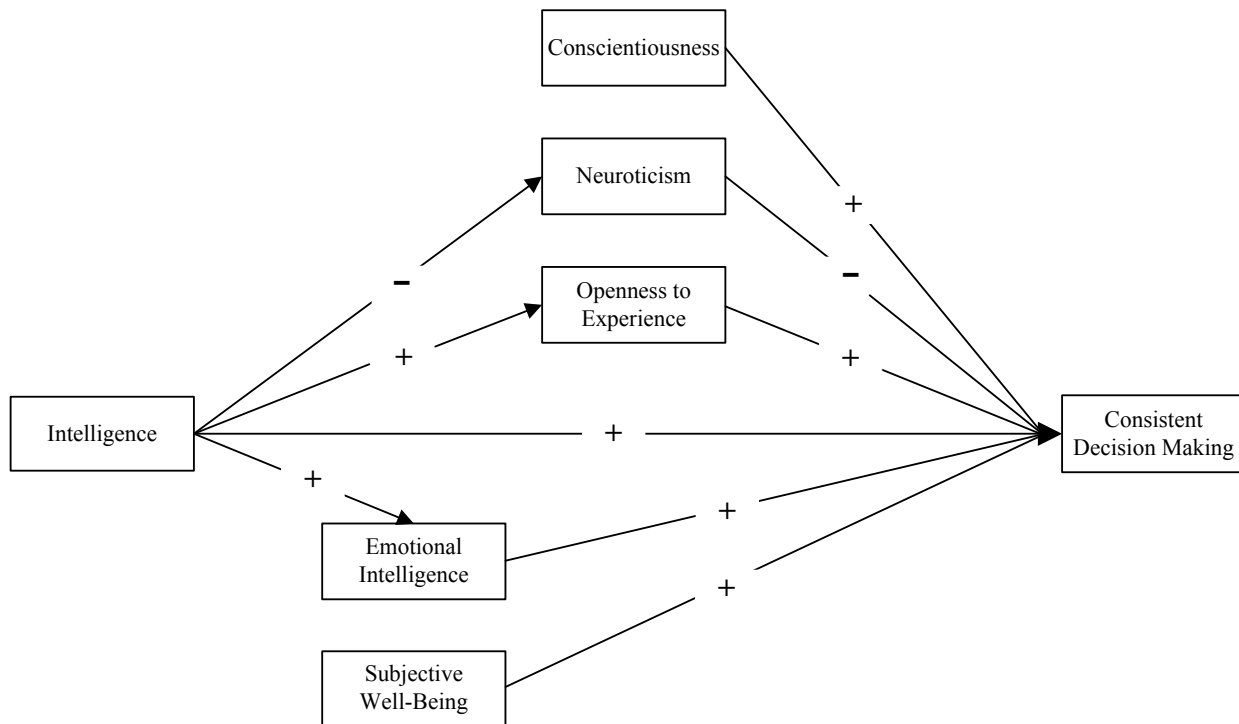 Conscientiousness
+
Neuroticism
–
–
Openness to
Experience
+
+
Intelligence
+
Consistent
Decision Making
+
+
Emotional
Intelligence
+
Subjective
Well-Being